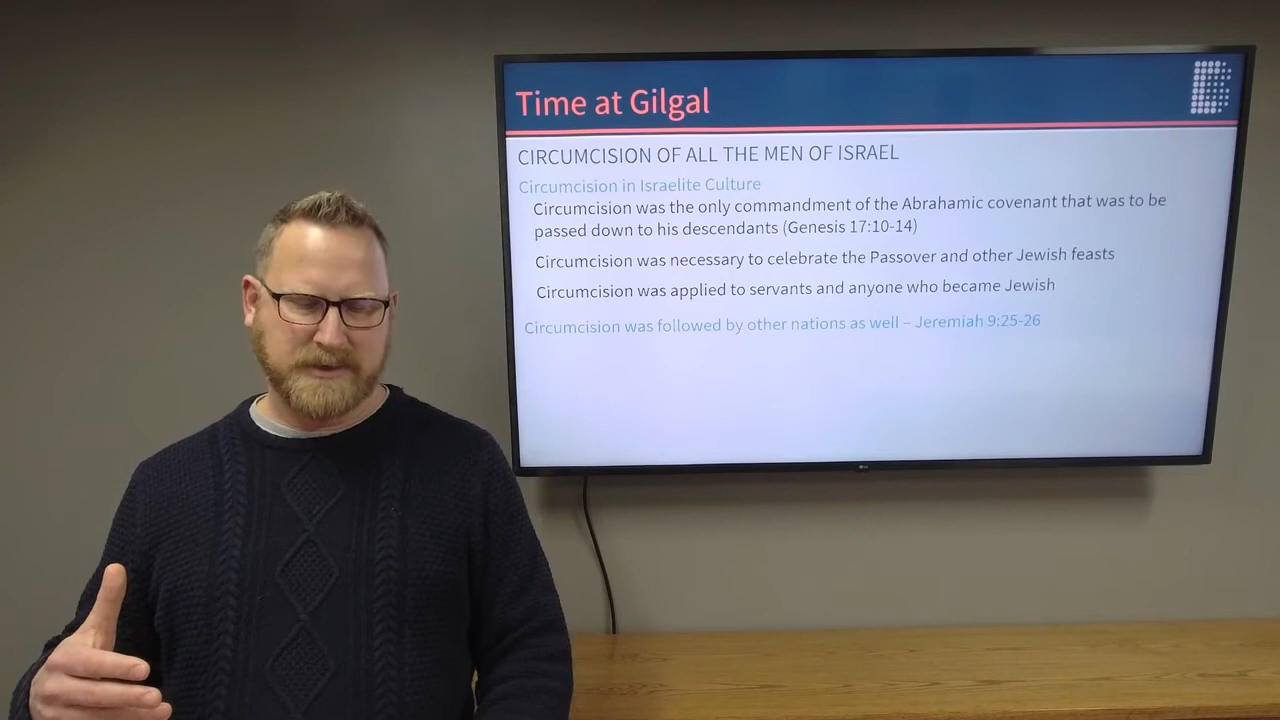 Time at Gilgal
CIRCUMCISION OF ALL THE MEN OF ISRAEL
Circumcision in Israelite Culture
Circumcision was the only commandment of the Abrahamic covenant that was to be
passed down to his descendants (Genesis 17:10-14)
Circumcision was necessary to celebrate the Passover and other Jewish feasts
Circumcision was applied to servants and anyone who became Jewish
Circumcision was followed by other nations as well – Jeremiah 9:25-26
LG